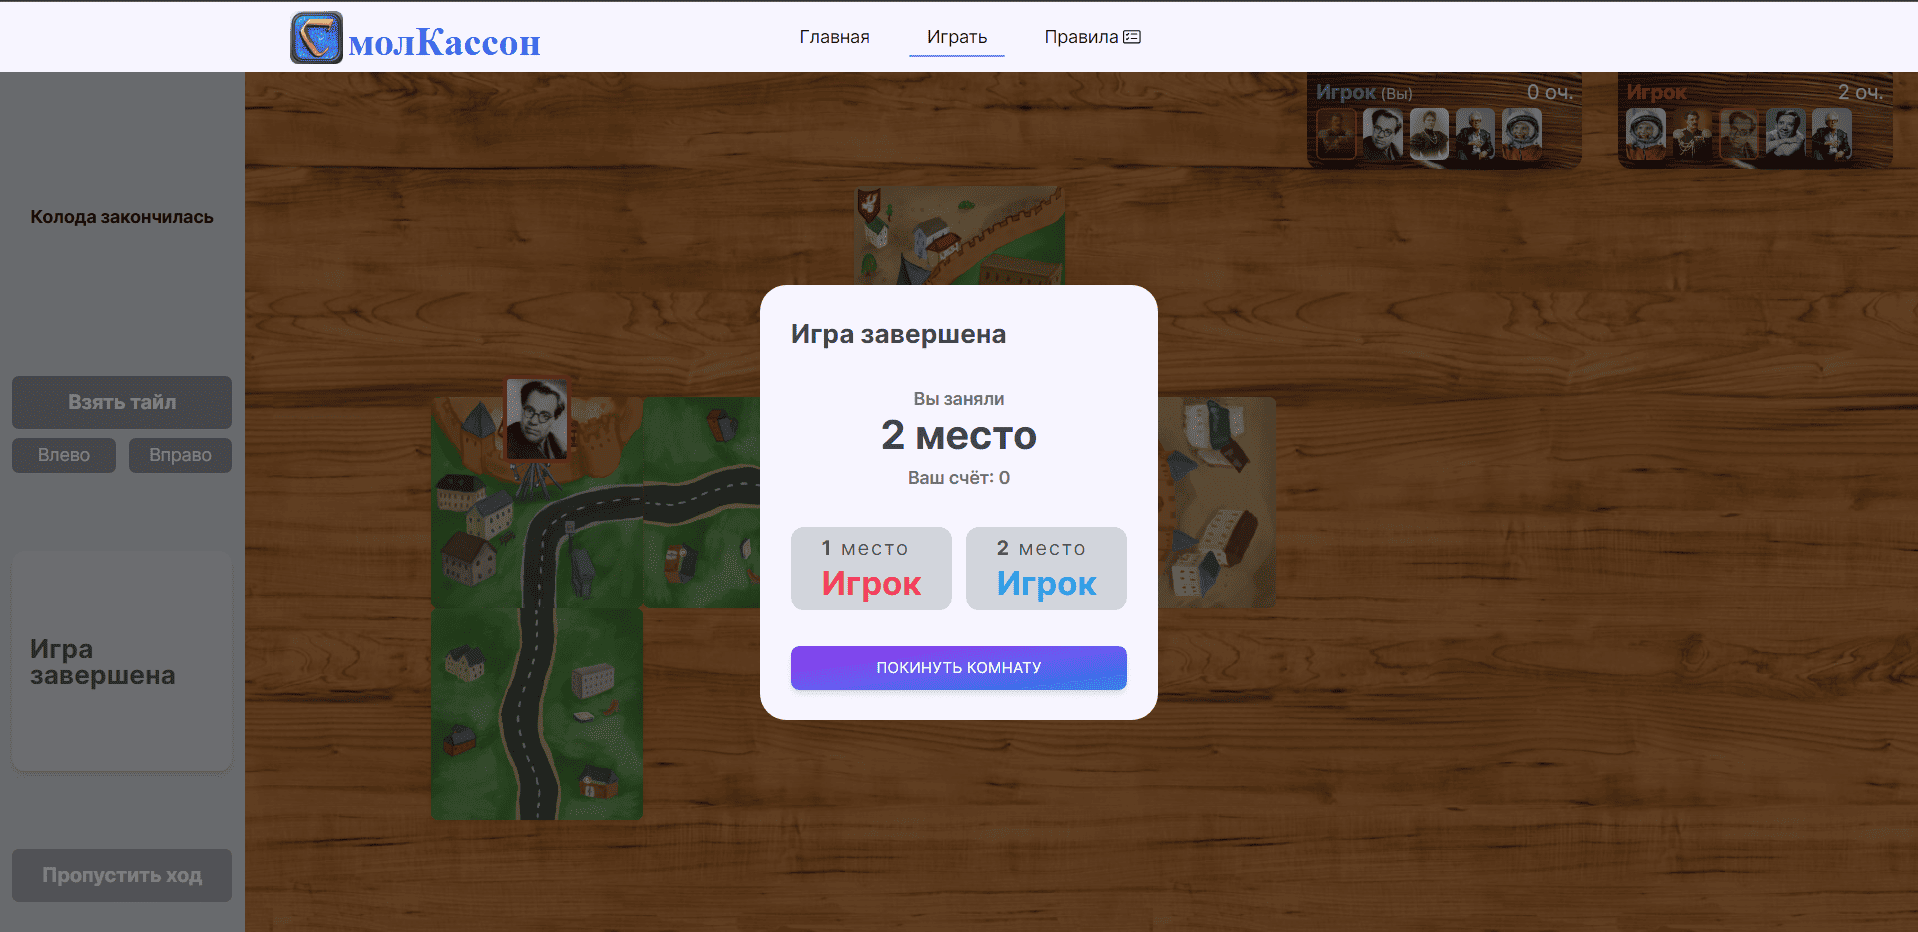 молКассон
Главная
Играть
Правила
Игрок (Вы) 0 оч.
Игрок 2 оч.
Колода закончилась
Взять тайл
Влево
Вправо
Игра
завершена
Пропустить ход
Игра завершена
Вы заняли
2 место
Ваш счёт: 0
1 место
Игрок
2 место
Игрок
ПОКИНУТЬ КОМНАТУ